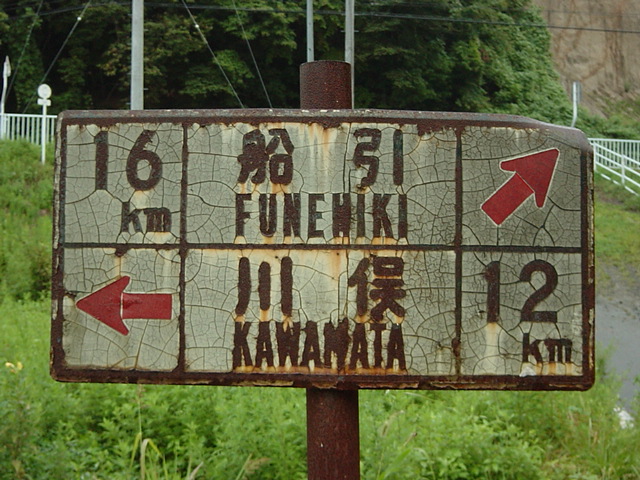 16 km 船引
FUNEHIKI
川俣 12 km
KAWAMATA